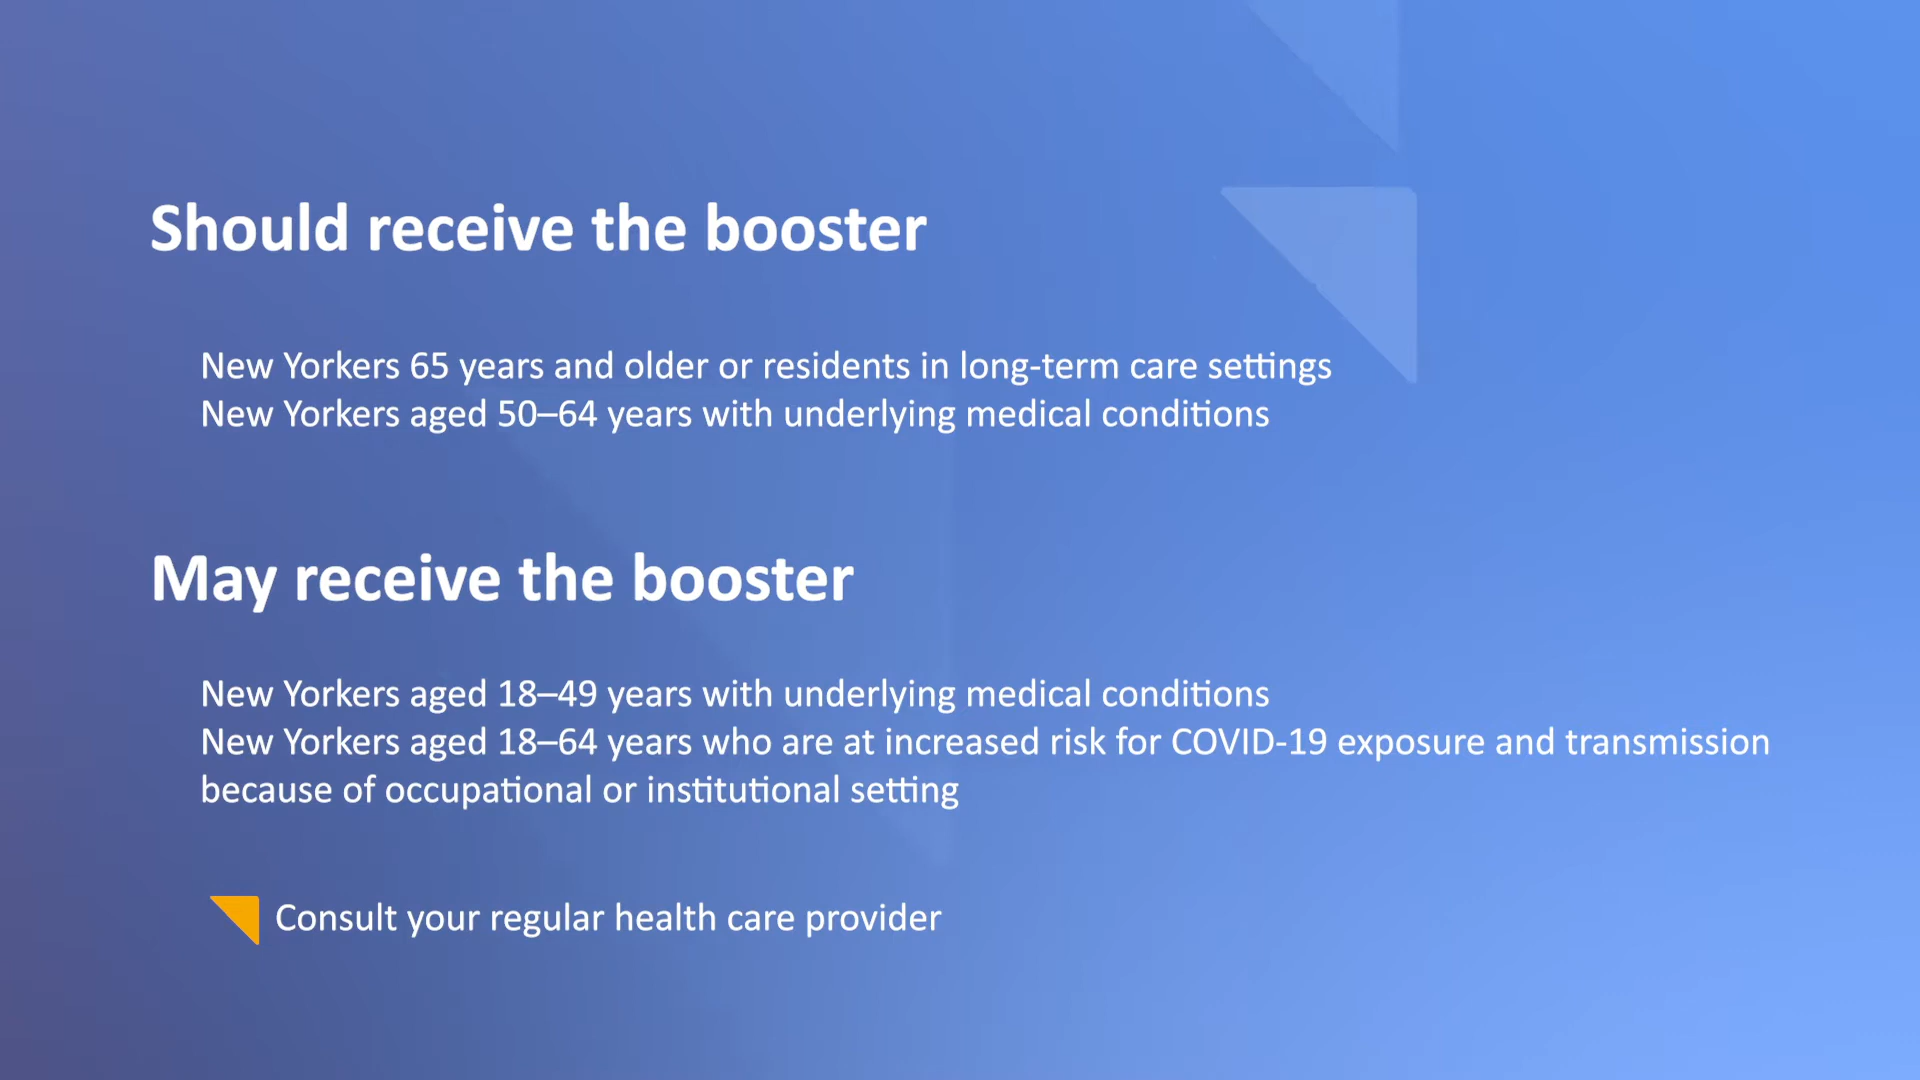 Should receive the booster
New Yorkers 65 years and older or residents in long-term care settings
New Yorkers aged 50–64 years with underlying medical conditions
May receive the booster
New Yorkers aged 18–49 years with underlying medical conditions
New Yorkers aged 18–64 years who are at increased risk for COVID-19 exposure and transmission
because of occupational or institutional setting
Consult your regular health care provider